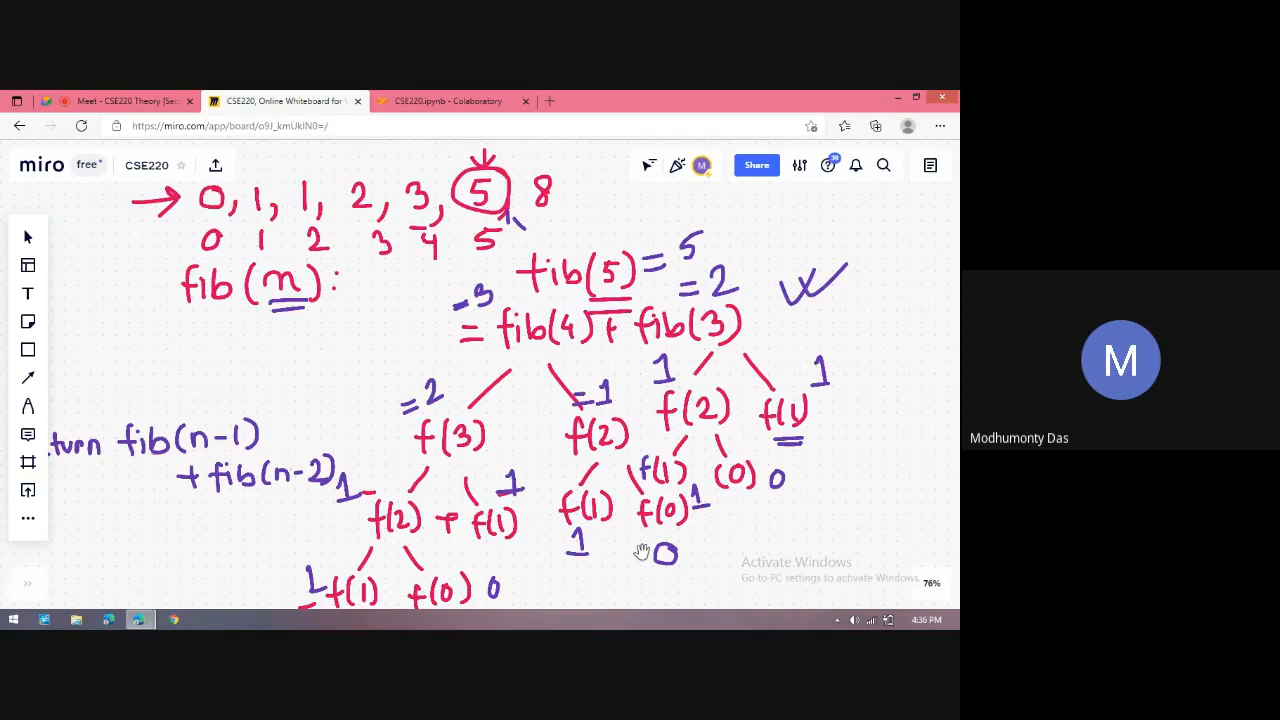 Meet - CSE220 Theory [Sec
CSE220, Online Whiteboard for
CSE220.ipynb - Colaboratory
https://miro.com/app/board/o9J_kmUkIN0=/
miro free CSE220
M
Share
39
→ 0, 1, 1, 2, 3, 5 8
0 1 2 3 4 5
fib(n):
fib(5) = 5
= 3 = 2
= fib(4) + fib(3)
1 1
= 2 = 1
f(2) f(1)
f(3) f(2)
turn fib(n-1)
+ fib(n-2)
f(1) (0) 0
1 1 1
f(2) + f(1) f(1) f(0)
1 0
1 f(1) f(0) 0
Activate Windows
Go to PC settings to activate Windows.
76%
4:36 PM
M
Modhumonty Das